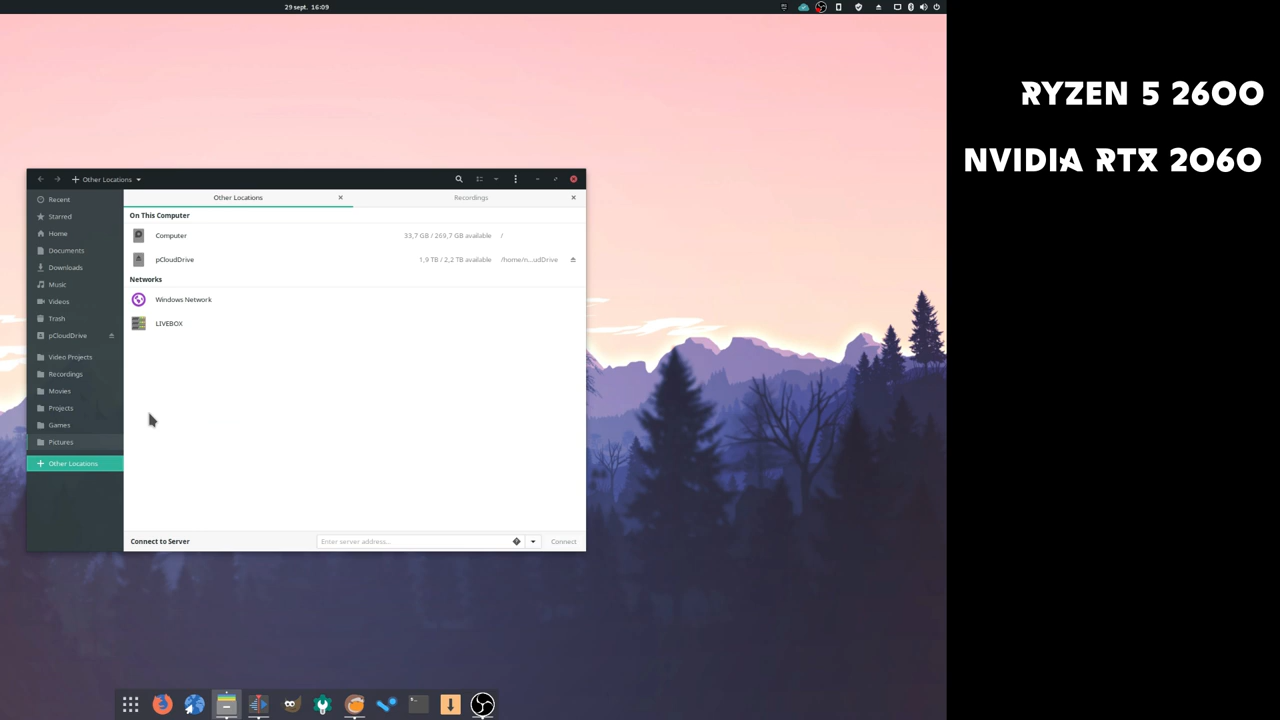 29 sept. 16:09
RYZEN 5 2600
NVIDIA RTX 2060
Other Locations
Other Locations
Recordings
Recent
Starred
Home
Documents
Downloads
Music
Videos
Trash
pCloudDrive
Video Projects
Recordings
Movies
Projects
Games
Pictures
Other Locations
On This Computer
Computer 33,7 GB / 269,7 GB available /
pCloudDrive 1,9 TB / 2,2 TB available /home/n...udDrive
Networks
Windows Network
LIVEBOX
Connect to Server Enter server address... Connect